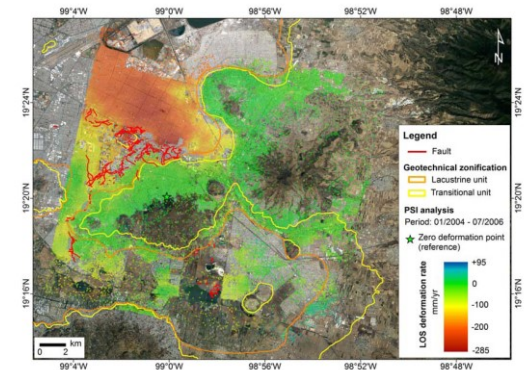 99°4'W 99°0'W 98°56'W 98°52'W 98°48'W
19°24'N
19°20'N
19°16'N
19°24'N
19°20'N
19°16'N
N
Legend
Fault
Geotechnical zonification
Lacustrine unit
Transitional unit
PSI analysis
Period: 01/2004 - 07/2006
Zero deformation point
(reference)
LOS deformation rate
mm/yr
+95
0
-100
-200
-285
km
0 2
99°4'W 99°0'W 98°56'W 98°52'W 98°48'W